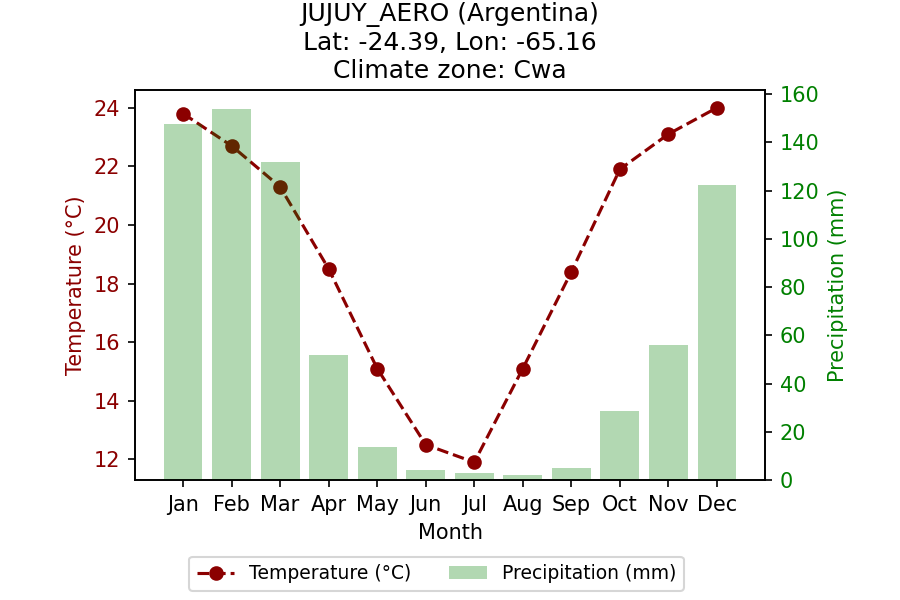 JUJUY_AERO (Argentina)
Lat: -24.39, Lon: -65.16
Climate zone: Cwa
24
22
20
18
16
14
12
Temperature (°C)
160
140
120
100
80
60
40
20
0
Precipitation (mm)
Jan Feb Mar Apr May Jun Jul Aug Sep Oct Nov Dec
Month
Temperature (°C) Precipitation (mm)